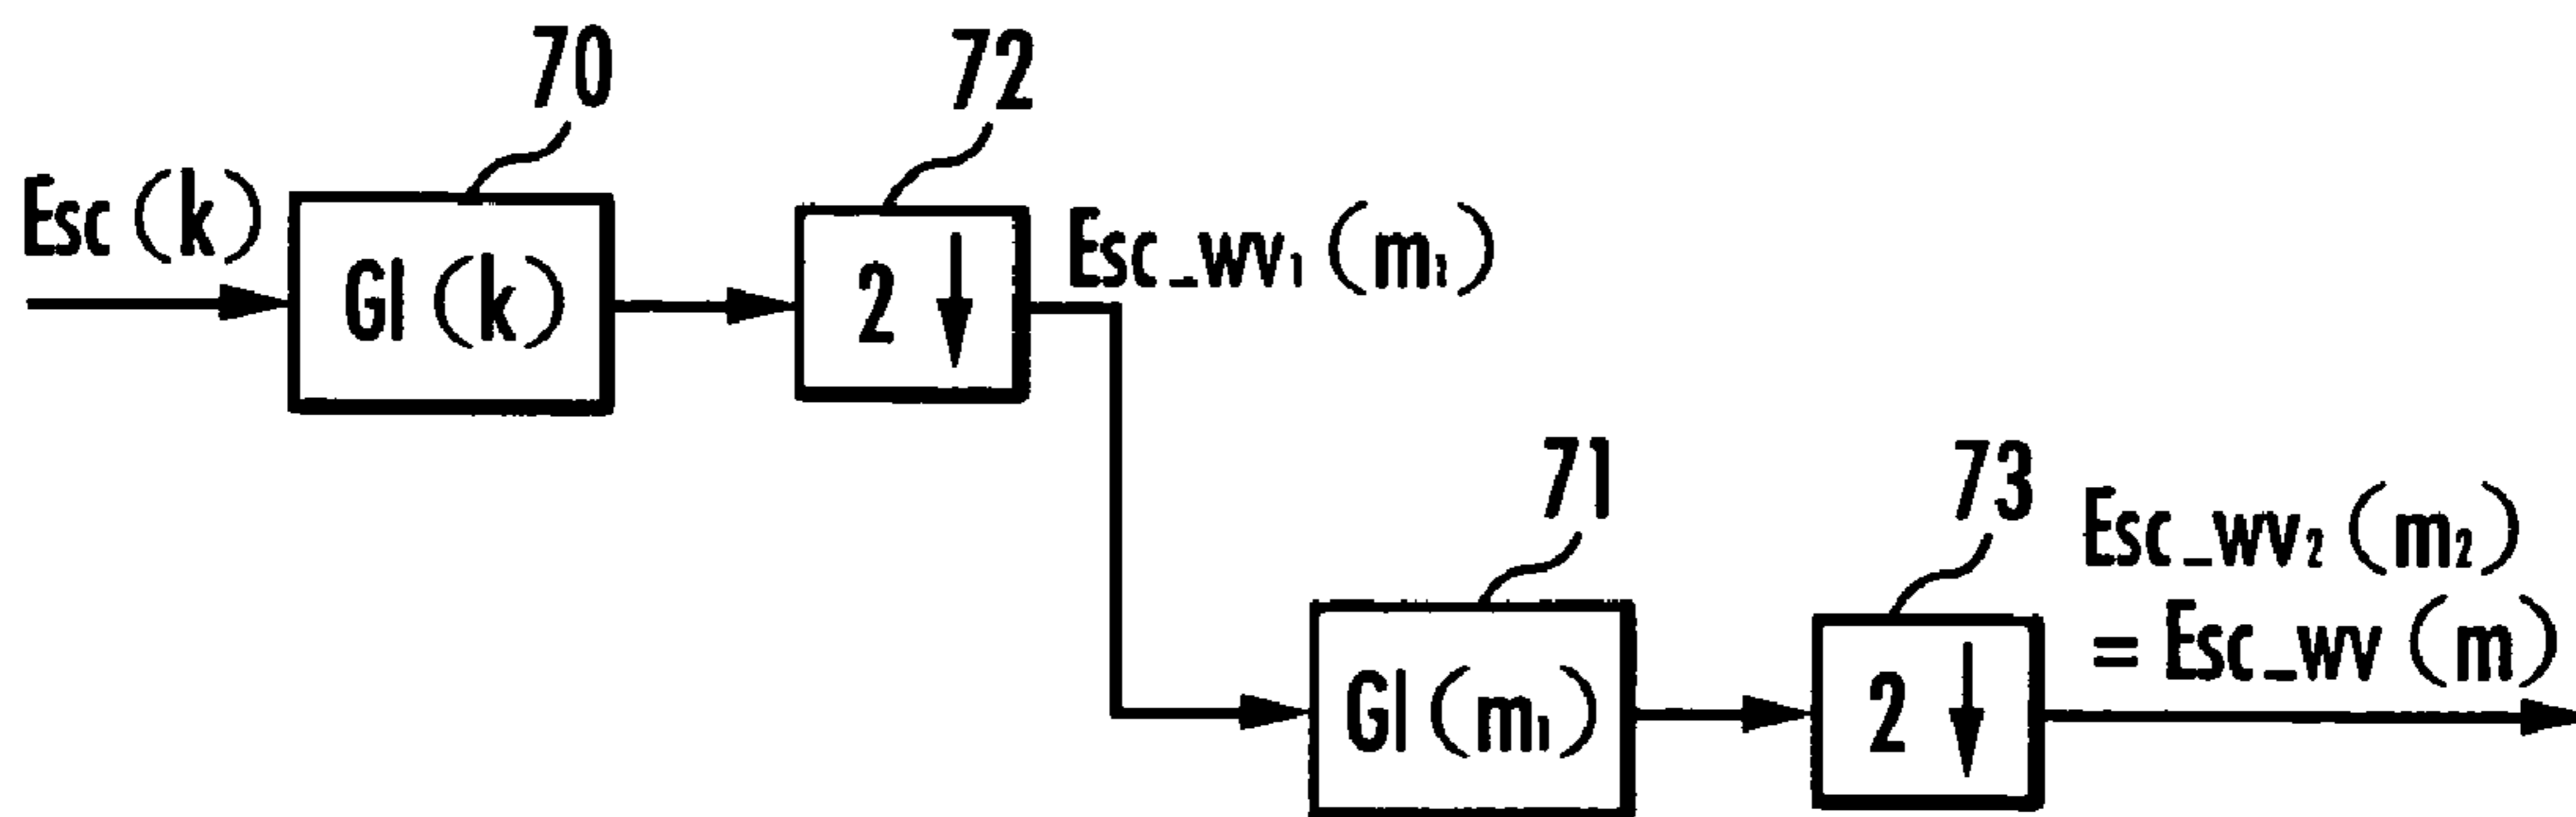 70
72
Esc(k)
Gl(k)
2↓
Esc_wv₁(m₁)
71
73
Gl(m₁)
2↓
Esc_wv₂(m₂)
=Esc_wv(m)